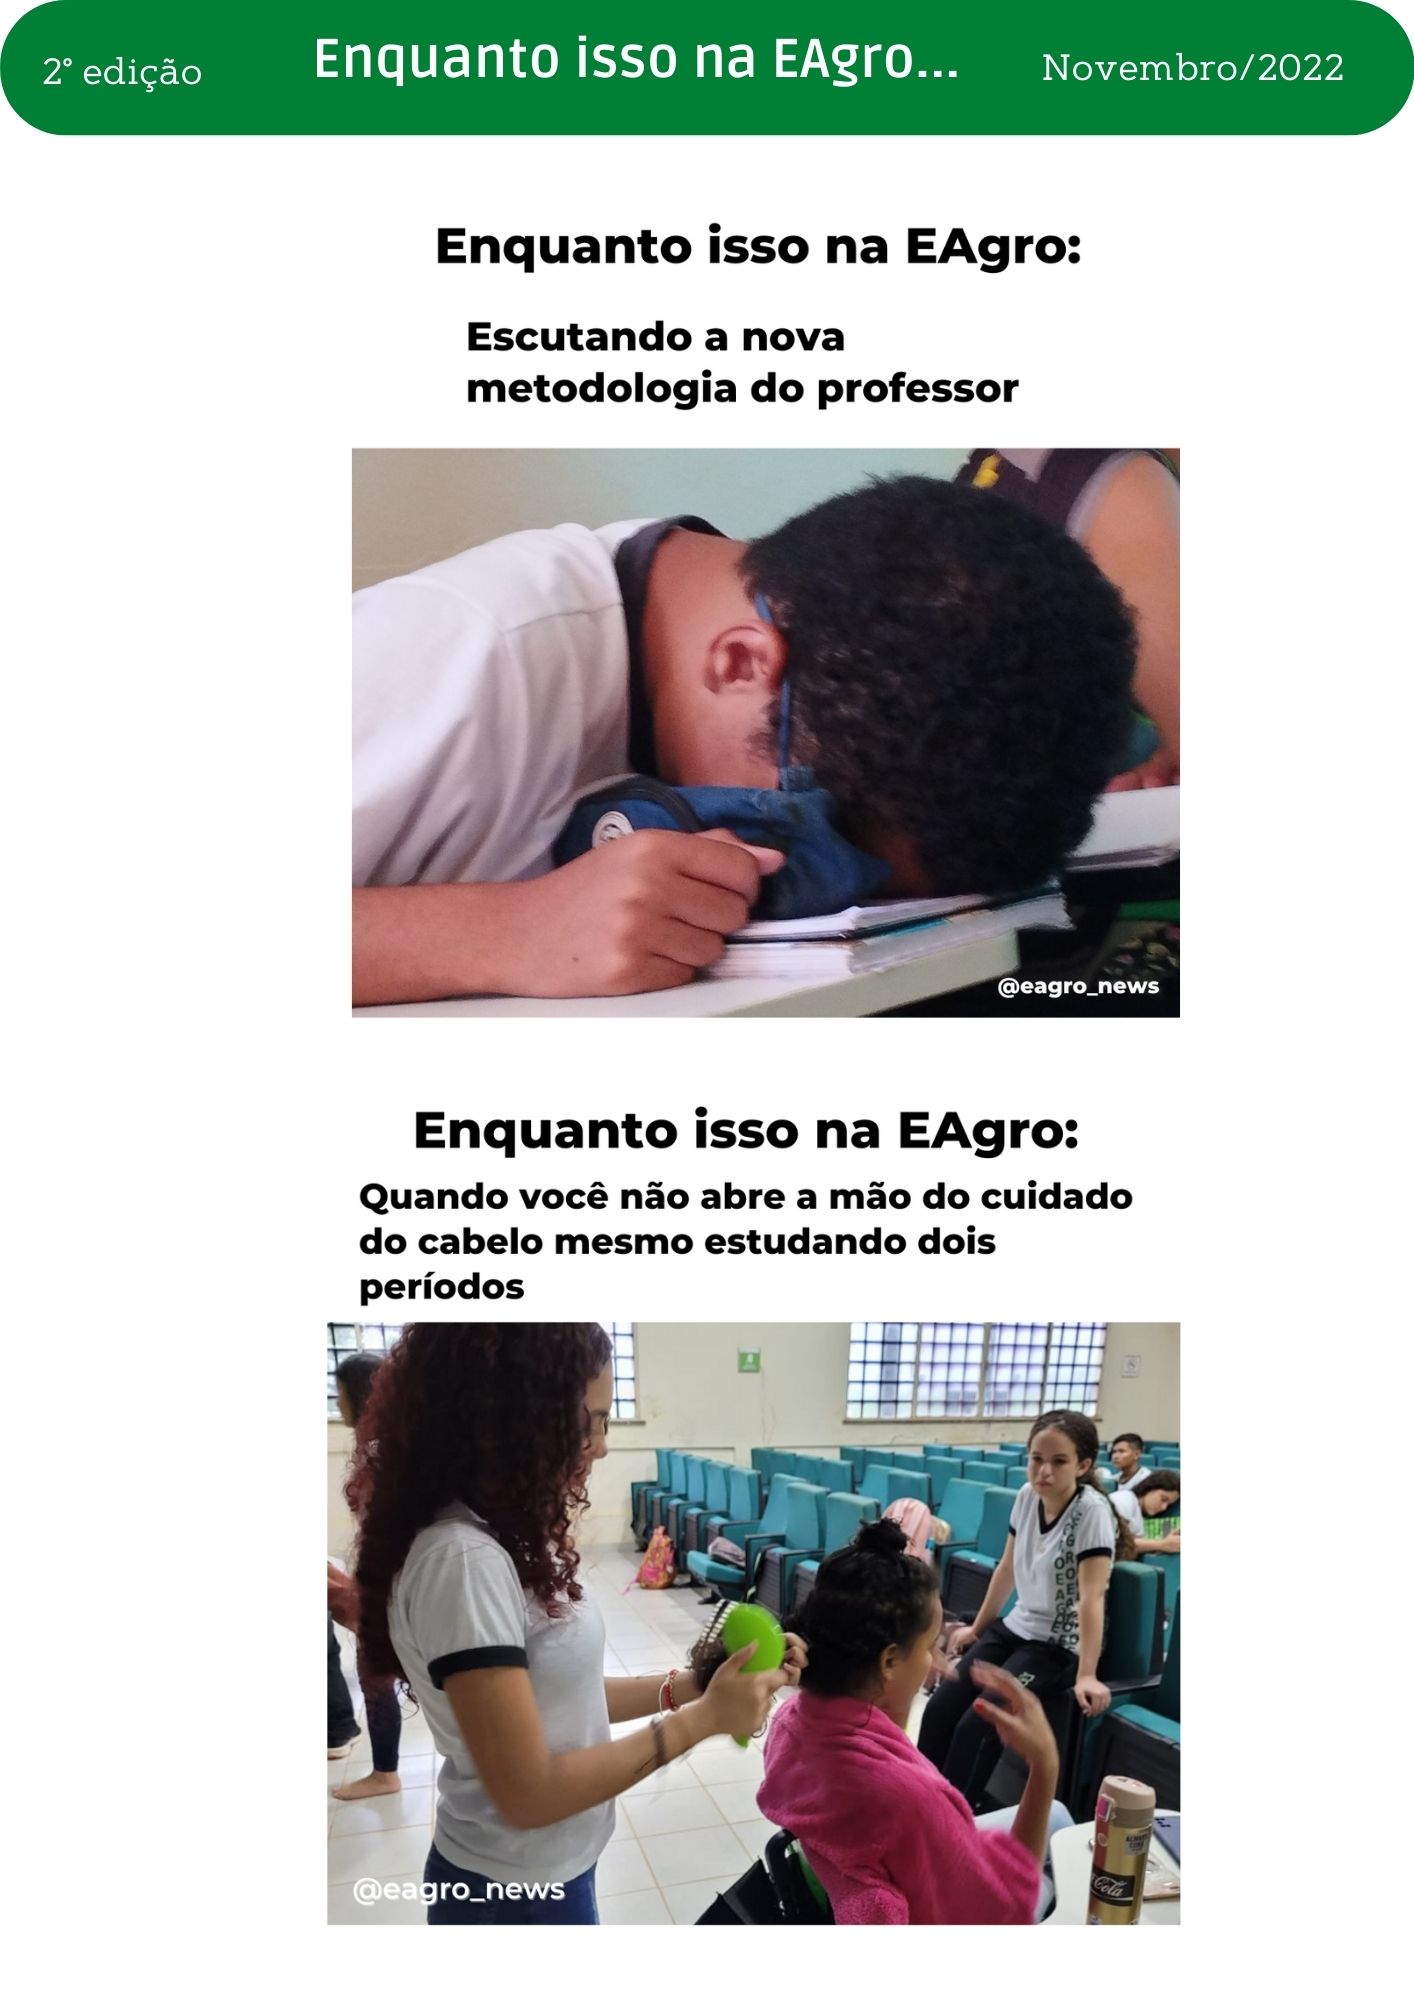 2° edição
Enquanto isso na EAgro...
Novembro/2022
Enquanto isso na EAgro:
Escutando a nova
metodologia do professor
@eagro_news
Enquanto isso na EAgro:
Quando você não abre a mão do cuidado
do cabelo mesmo estudando dois
períodos
@eagro_news